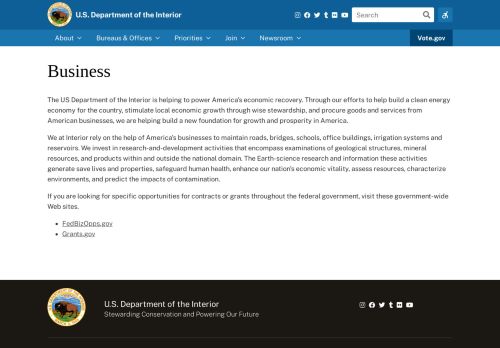 U.S. Department of the Interior
Search
About
Bureaus & Offices
Priorities
Join
Newsroom
Vote.gov
Business
The US Department of the Interior is helping to power America's economic recovery. Through our efforts to help build a clean energy
economy for the country, stimulate local economic growth through wise stewardship, and procure goods and services from
American businesses, we are helping build a new foundation for growth and prosperity in America.
We at Interior rely on the help of America's businesses to maintain roads, bridges, schools, office buildings, irrigation systems and
reservoirs. We invest in research-and-development activities that encompass examinations of geological structures, mineral
resources, and products within and outside the national domain. The Earth-science research and information these activities
generate save lives and properties, safeguard human health, enhance our nation's economic vitality, assess resources, characterize
environments, and predict the impacts of contamination.
If you are looking for specific opportunities for contracts or grants throughout the federal government, visit these government-wide
Web sites.
FedBizOpps.gov
Grants.gov
U.S. Department of the Interior
Stewarding Conservation and Powering Our Future